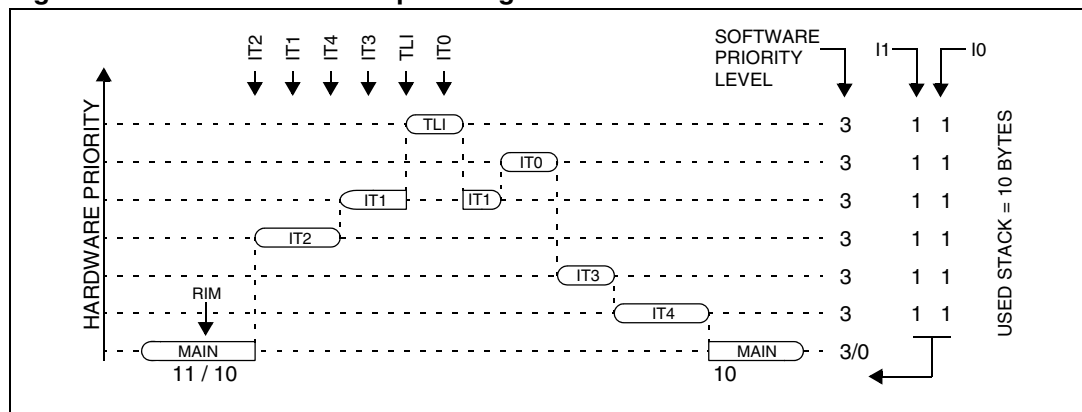 IT2
IT1
IT4
IT3
TLI
IT0
SOFTWARE
PRIORITY
LEVEL
I1
I0
HARDWARE PRIORITY
TLI
3
1 1
IT0
3
1 1
IT1
IT1
3
1 1
IT2
3
1 1
IT3
3
1 1
RIM
IT4
3
1 1
MAIN
MAIN
3/0
11 / 10
10
USED STACK = 10 BYTES